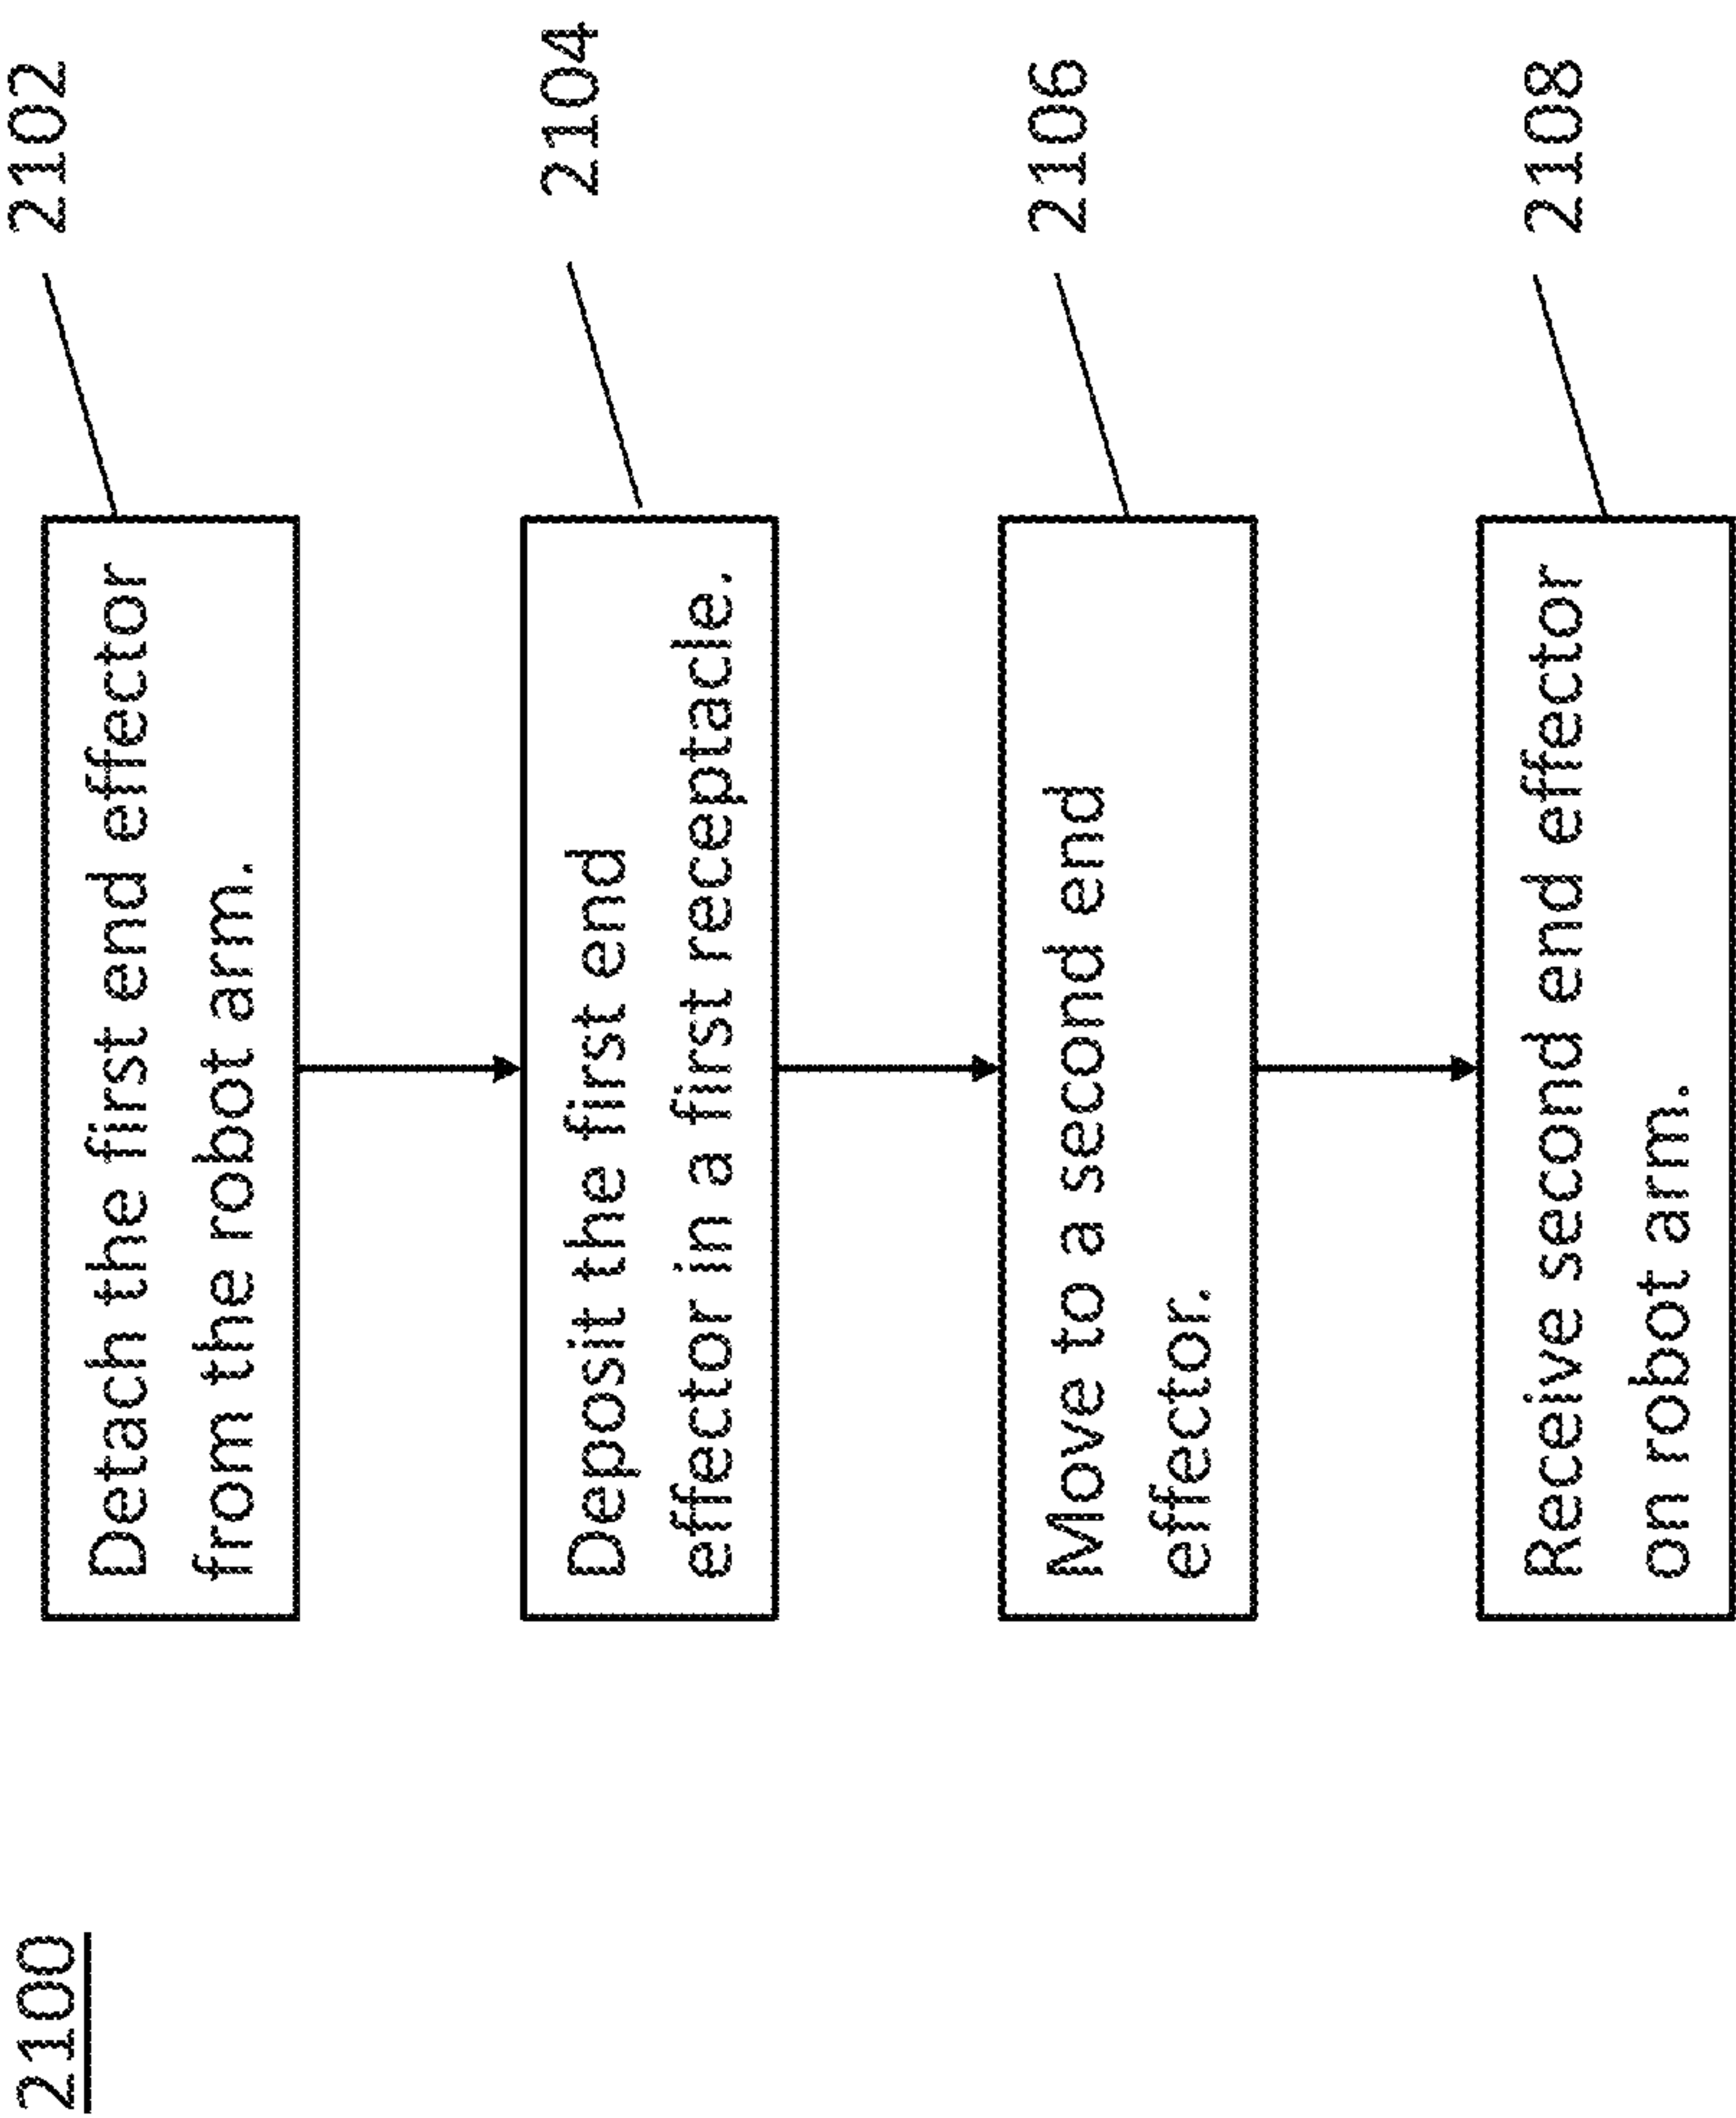 2100
Detach the first end effector
from the robot arm.
2102
Deposit the first end
effector in a first receptacle.
2104
Move to a second end
effector.
2106
Receive second end effector
on robot arm.
2108